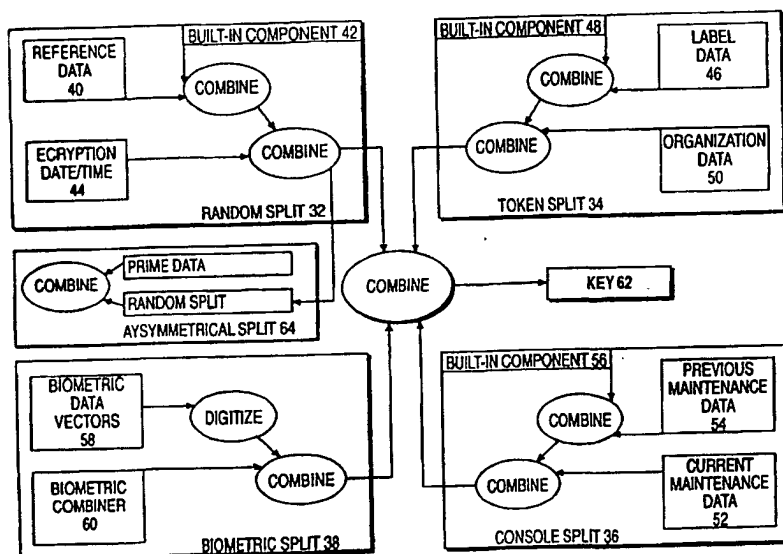 BUILT-IN COMPONENT 42
REFERENCE
DATA
40
COMBINE
ECRYPTION
DATE/TIME
44
COMBINE
RANDOM SPLIT 32
BUILT-IN COMPONENT 48
LABEL
DATA
46
COMBINE
COMBINE
ORGANIZATION
DATA
50
TOKEN SPLIT 34
COMBINE
PRIME DATA
RANDOM SPLIT
AYSYMMETRICAL SPLIT 64
COMBINE
KEY 62
BIOMETRIC
DATA
VECTORS
58
DIGITIZE
BIOMETRIC
COMBINER
60
COMBINE
BIOMETRIC SPLIT 38
BUILT-IN COMPONENT 56
PREVIOUS
MAINTENANCE
DATA
54
COMBINE
COMBINE
CURRENT
MAINTENANCE
DATA
52
CONSOLE SPLIT 36